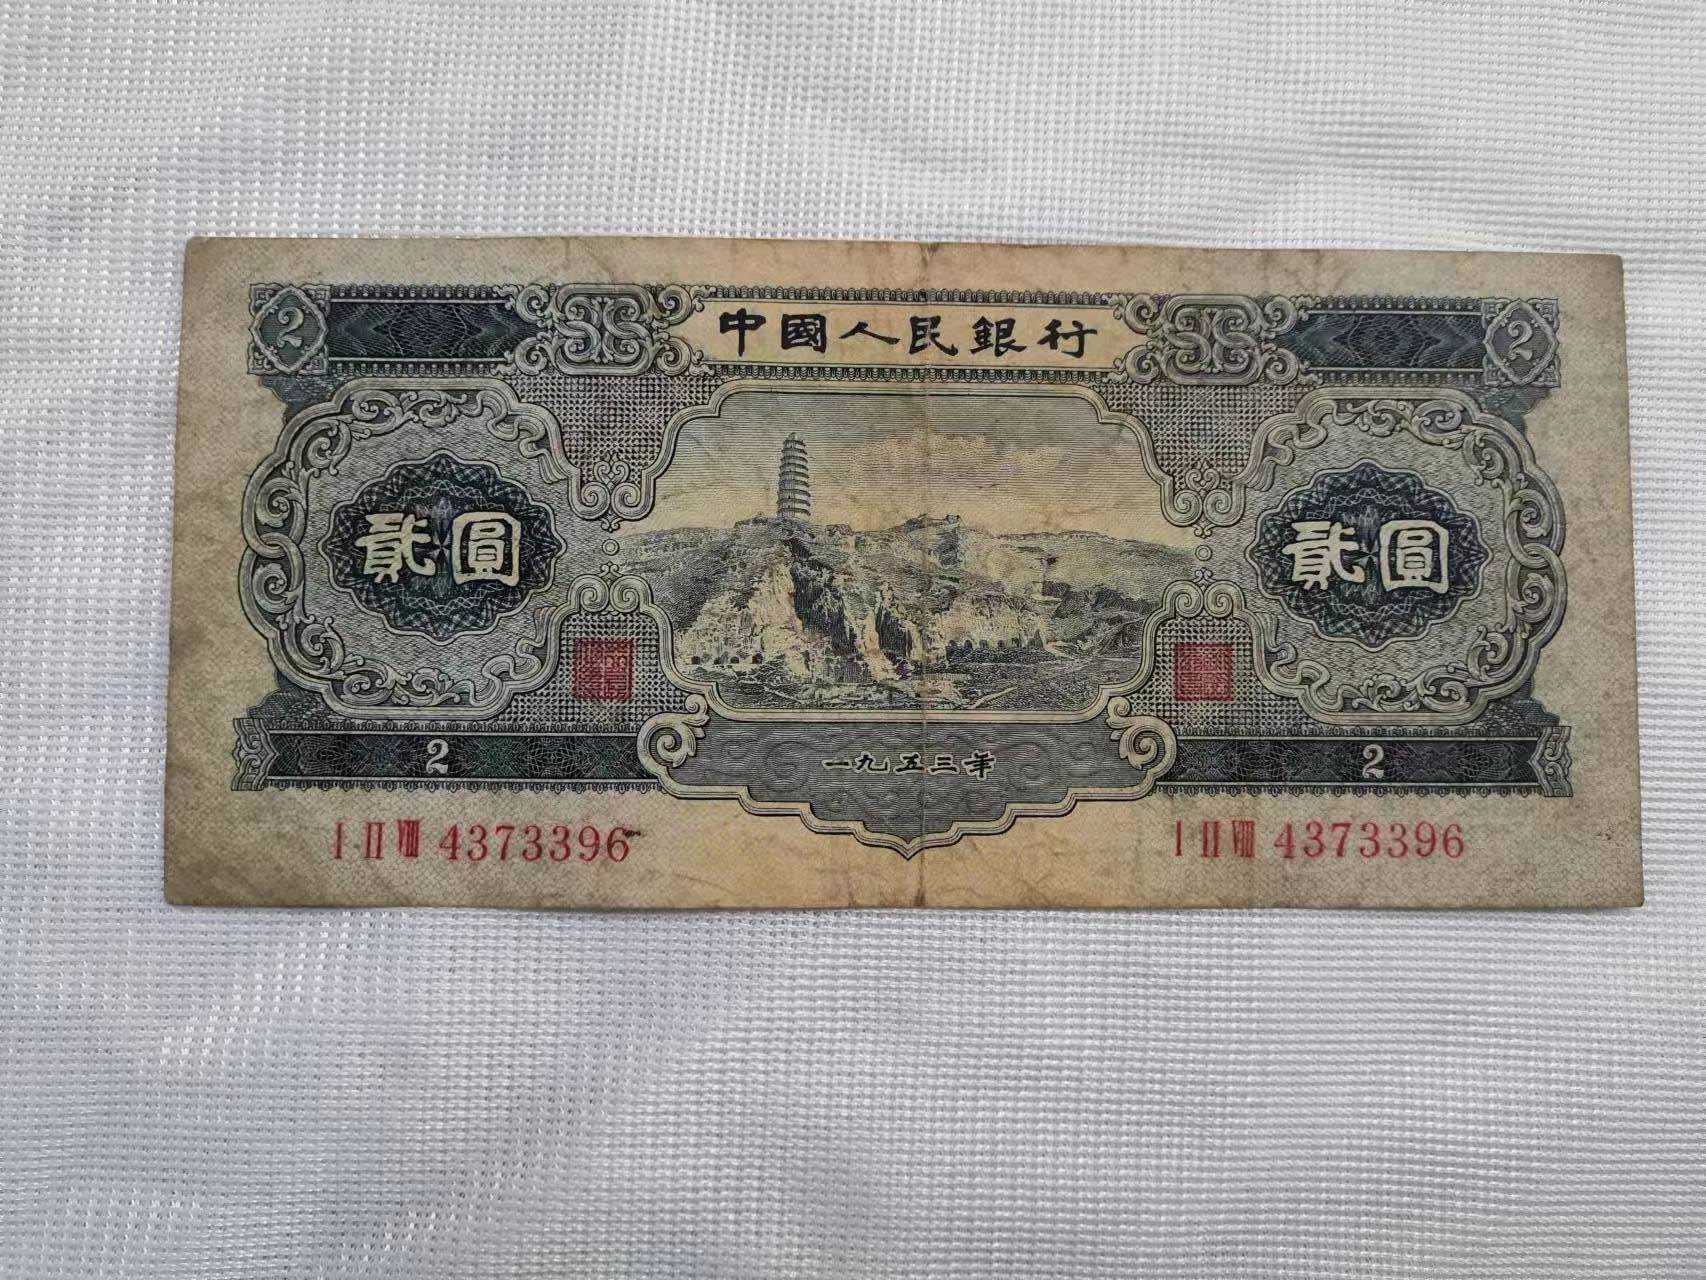 2 中國人民銀行 2
貳圓 貳圓
2 一九五三年 2
Ⅰ Ⅱ Ⅷ 4373396 Ⅰ Ⅱ Ⅷ 4373396